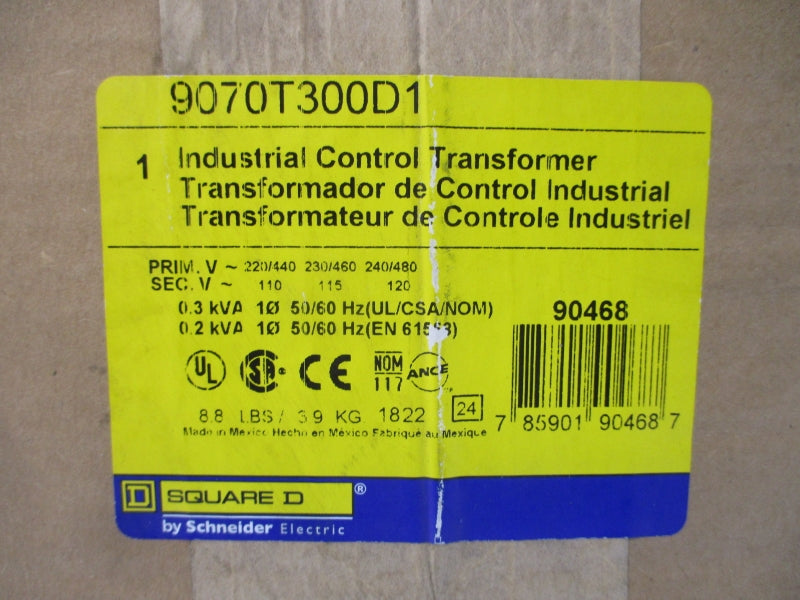 9070T300D1
1 Industrial Control Transformer
Transformador de Control Industrial
Transformateur de Controle Industriel
PRIM. V ~ 220/440 230/460 240/480
SEC. V ~ 110 115 120
0.3 kVA 1Ø 50/60 Hz(UL/CSA/NOM)
0.2 kVA 1Ø 50/60 Hz(EN 61558)
90468
UL SA CE NOM 117 ANCE
8.8 LBS/ 3.9 KG 1822 24
7 85901 90468 7
Made in Mexico Hecho en México Fabriqué au Mexique
D SQUARE D ®
by Schneider Electric